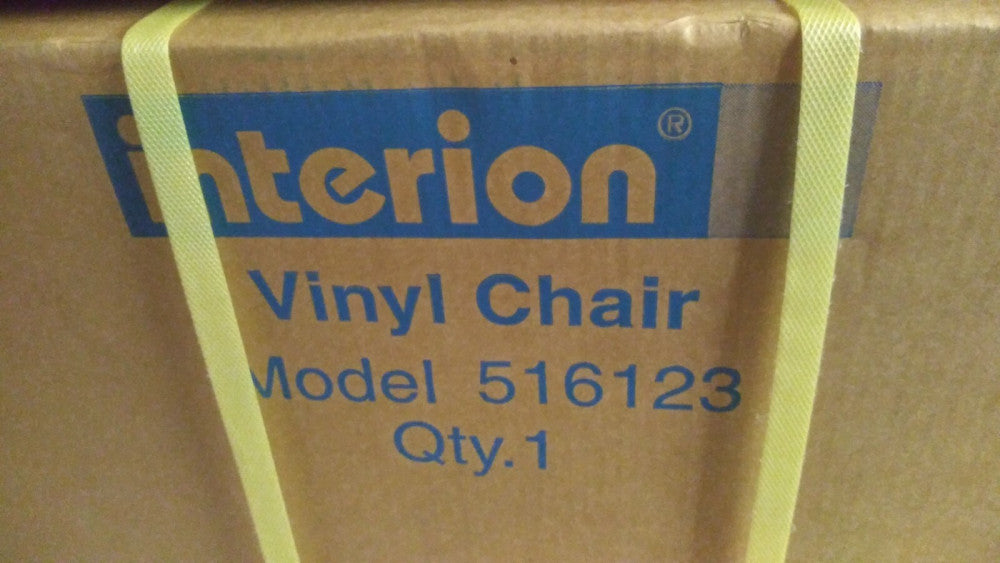 interion®
Vinyl Chair
Model 516123
Qty.1